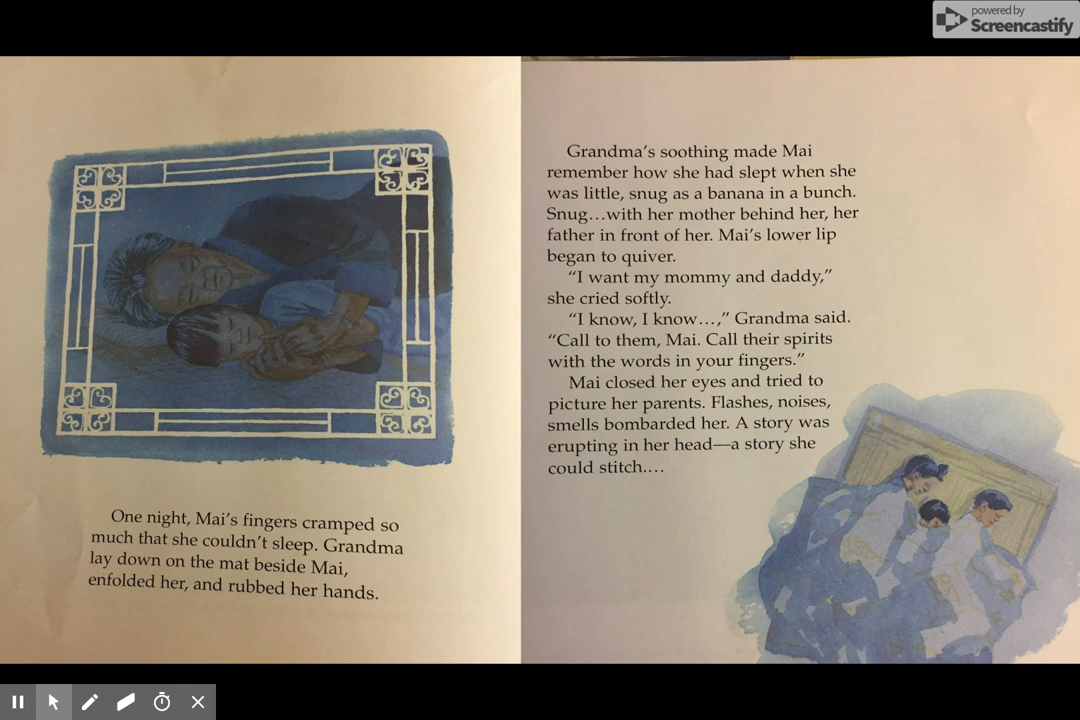 powered by
Screencastify
One night, Mai's fingers cramped so
much that she couldn't sleep. Grandma
lay down on the mat beside Mai,
enfolded her, and rubbed her hands.
Grandma's soothing made Mai
remember how she had slept when she
was little, snug as a banana in a bunch.
Snug…with her mother behind her, her
father in front of her. Mai's lower lip
began to quiver.
"I want my mommy and daddy,"
she cried softly.
"I know, I know…," Grandma said.
"Call to them, Mai. Call their spirits
with the words in your fingers."
Mai closed her eyes and tried to
picture her parents. Flashes, noises,
smells bombarded her. A story was
erupting in her head—a story she
could stitch.…